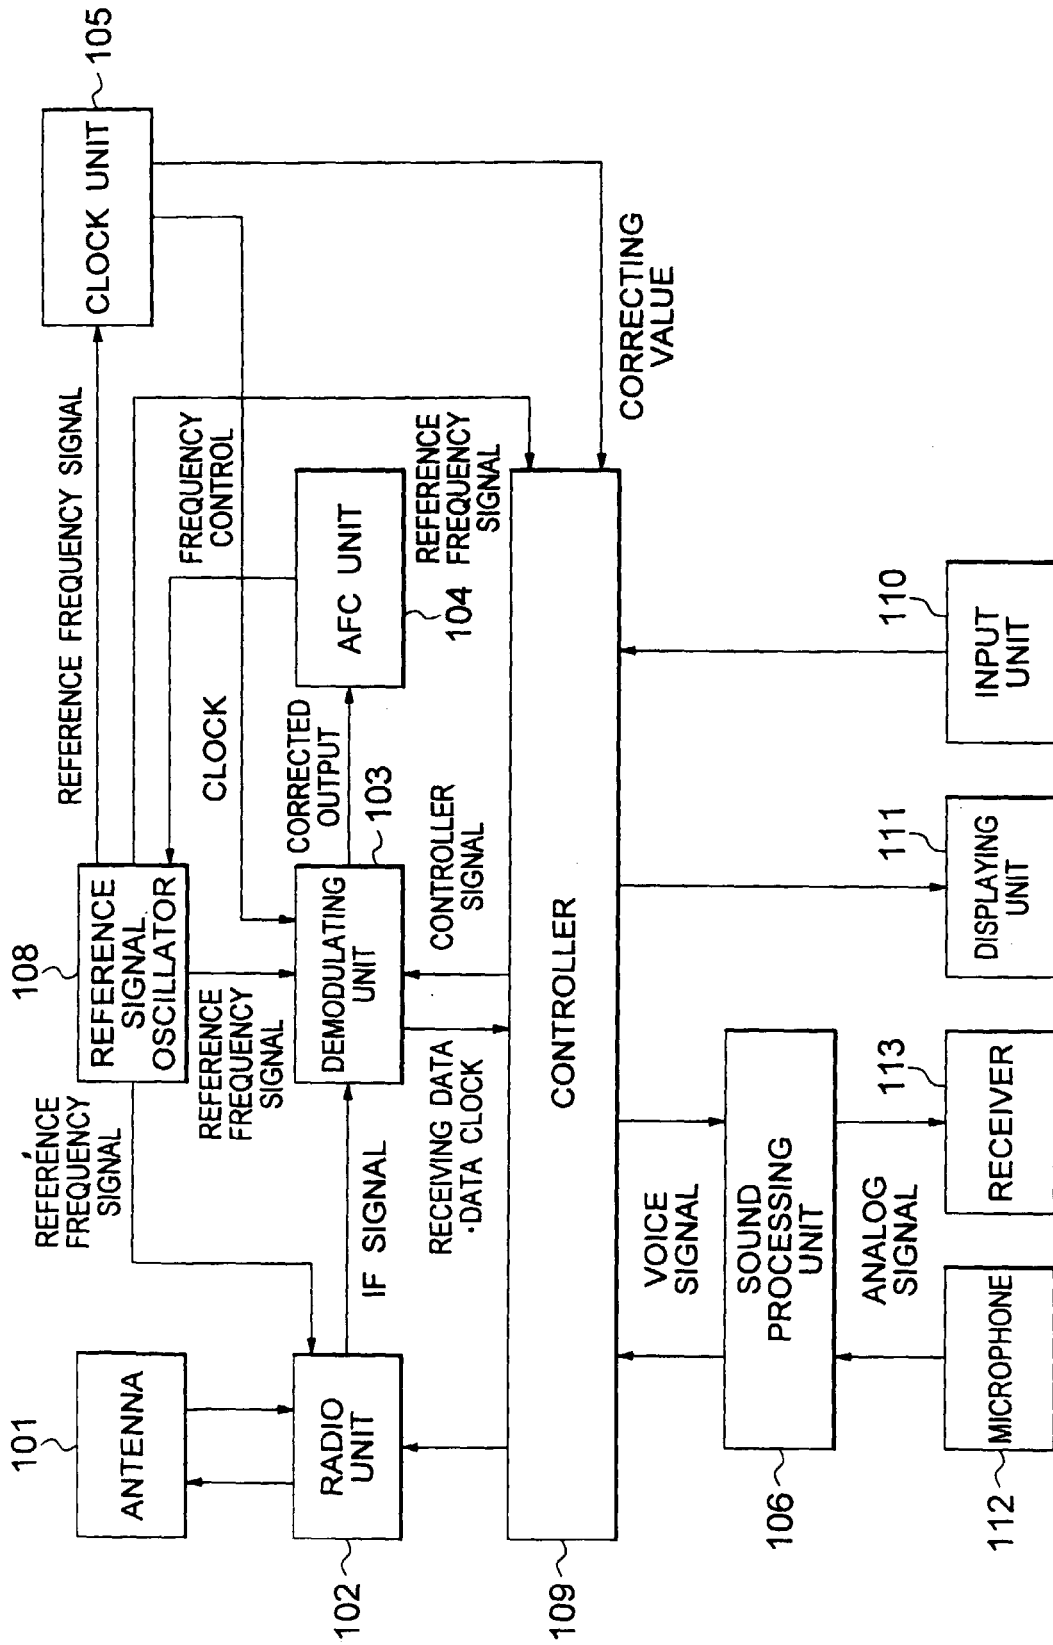 101
ANTENNA
REFERENCE
FREQUENCY
SIGNAL
108
REFERENCE
SIGNAL
OSCILLATOR
REFERENCE FREQUENCY SIGNAL
CLOCK UNIT
105
REFERENCE
FREQUENCY
SIGNAL
CLOCK
FREQUENCY
CONTROL
102
RADIO
UNIT
IF SIGNAL
DEMODULATING
UNIT
103
CORRECTED
OUTPUT
AFC UNIT
104
REFERENCE
FREQUENCY
SIGNAL
RECEIVING DATA
·DATA CLOCK
CONTROLLER
SIGNAL
CORRECTING
VALUE
109
CONTROLLER
VOICE
SIGNAL
106
SOUND
PROCESSING
UNIT
ANALOG
SIGNAL
112
MICROPHONE
113
RECEIVER
111
DISPLAYING
UNIT
110
INPUT
UNIT